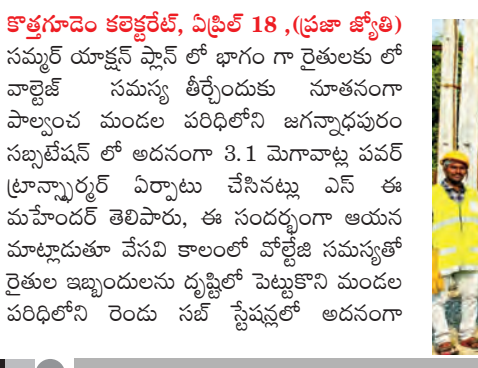 కొత్తగూడెం కలెక్టరేట్, ఏప్రిల్ 18 ,(ప్రజా జ్యోతి)
సమ్మర్ యాక్షన్ ప్లాన్ లో భాగం గా రైతులకు లో
వాల్టెజ్ సమస్య తీర్చేందుకు నూతనంగా
పాల్వంచ మండల పరిధిలోని జగన్నాధపురం
సబ్సటేషన్ లో అదనంగా 3.1 మెగావాట్ల పవర్
ట్రాన్స్ఫార్మర్ ఏర్పాటు చేసినట్లు ఎస్ ఈ
మహేందర్ తెలిపారు, ఈ సందర్భంగా ఆయన
మాట్లాడుతూ వేసవి కాలంలో వోల్టేజి సమస్యతో
రైతుల ఇబ్బందులను దృష్టిలో పెట్టుకొని మండల
పరిధిలోని రెండు సబ్ స్టేషన్లలో అదనంగా